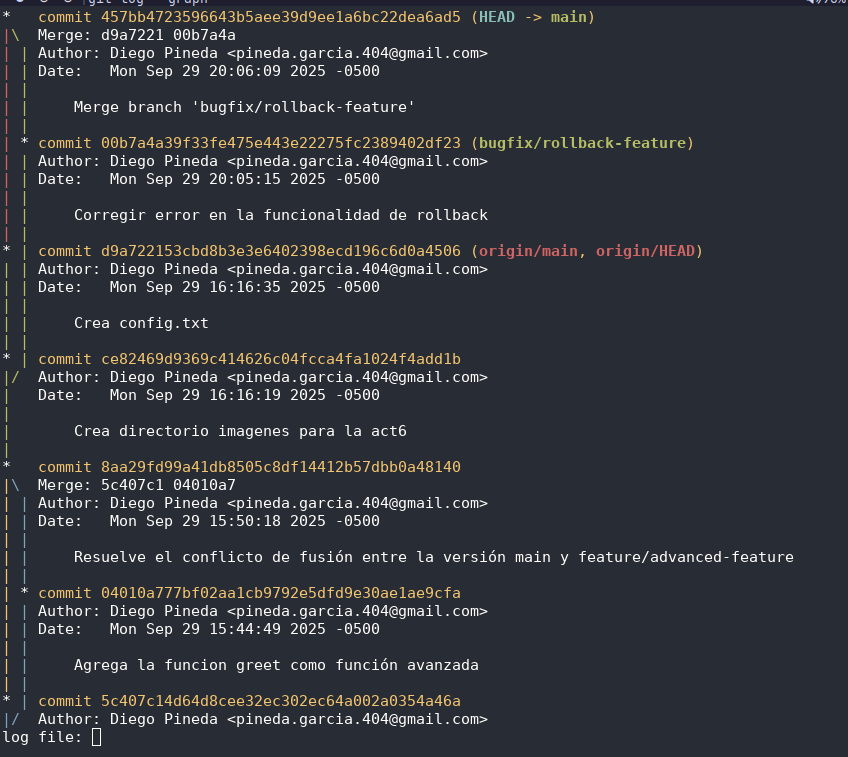 git log --graph
*   commit 457bb4723596643b5aee39d9ee1a6bc22dea6ad5 (HEAD -> main)
|\  Merge: d9a7221 00b7a4a
| | Author: Diego Pineda <pineda.garcia.404@gmail.com>
| | Date:   Mon Sep 29 20:06:09 2025 -0500
| |
| |     Merge branch 'bugfix/rollback-feature'
| |
| * commit 00b7a4a39f33fe475e443e22275fc2389402df23 (bugfix/rollback-feature)
| | Author: Diego Pineda <pineda.garcia.404@gmail.com>
| | Date:   Mon Sep 29 20:05:15 2025 -0500
| |
| |     Corregir error en la funcionalidad de rollback
| |
* | commit d9a722153cbd8b3e3e6402398ecd196c6d0a4506 (origin/main, origin/HEAD)
| | Author: Diego Pineda <pineda.garcia.404@gmail.com>
| | Date:   Mon Sep 29 16:16:35 2025 -0500
| |
| |     Crea config.txt
| |
* | commit ce82469d9369c414626c04fcca4fa1024f4add1b
|/  Author: Diego Pineda <pineda.garcia.404@gmail.com>
|   Date:   Mon Sep 29 16:16:19 2025 -0500
|
|       Crea directorio imagenes para la act6
|
*   commit 8aa29fd99a41db8505c8df14412b57dbb0a48140
|\  Merge: 5c407c1 04010a7
| | Author: Diego Pineda <pineda.garcia.404@gmail.com>
| | Date:   Mon Sep 29 15:50:18 2025 -0500
| |
| |     Resuelve el conflicto de fusión entre la versión main y feature/advanced-feature
| |
| * commit 04010a777bf02aa1cb9792e5dfd9e30ae1ae9cfa
| | Author: Diego Pineda <pineda.garcia.404@gmail.com>
| | Date:   Mon Sep 29 15:44:49 2025 -0500
| |
| |     Agrega la funcion greet como función avanzada
| |
* | commit 5c407c14d64d8cee32ec302ec64a002a0354a46a
|/  Author: Diego Pineda <pineda.garcia.404@gmail.com>
log file: